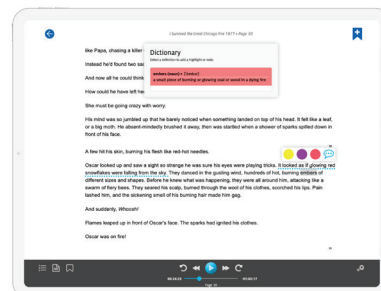 I Survived the Great Chicago Fire 1871 • Page 35
like Papa, chasing a killer
Dictionary
Select a definition to add a highlight or note.
embers (noun)
a small piece of burning or glowing coal or wood in a dying fire
Instead he'd found two
And now all he could think
How could he have left her
She must be going crazy with worry.
His mind was so jumbled up that he barely noticed when something landed on top of his head. It felt like a leaf,
or a big moth. He absent-mindedly brushed it away, then was startled when a shower of sparks spilled down in
front of his face.
A few hit his skin, burning his flesh like red-hot needles.
Oscar looked up and saw a sight so strange he was sure his eyes were playing tricks. It looked as if glowing red
snowflakes were falling from the sky. They danced in the gusting wind, hundreds of hot, burning embers of
different sizes and shapes. Before he knew what was happening, they were all around him, attacking like a
swarm of fiery bees. They seared his scalp, burned through the wool of his clothes, scorched his lips. Pain
lashed him, and the sickening smell of his burning hair made him gag.
And suddenly, Whoosh!
Flames leaped up in front of Oscar's face. The sparks had ignited his clothes.
Oscar was on fire!
Page 35